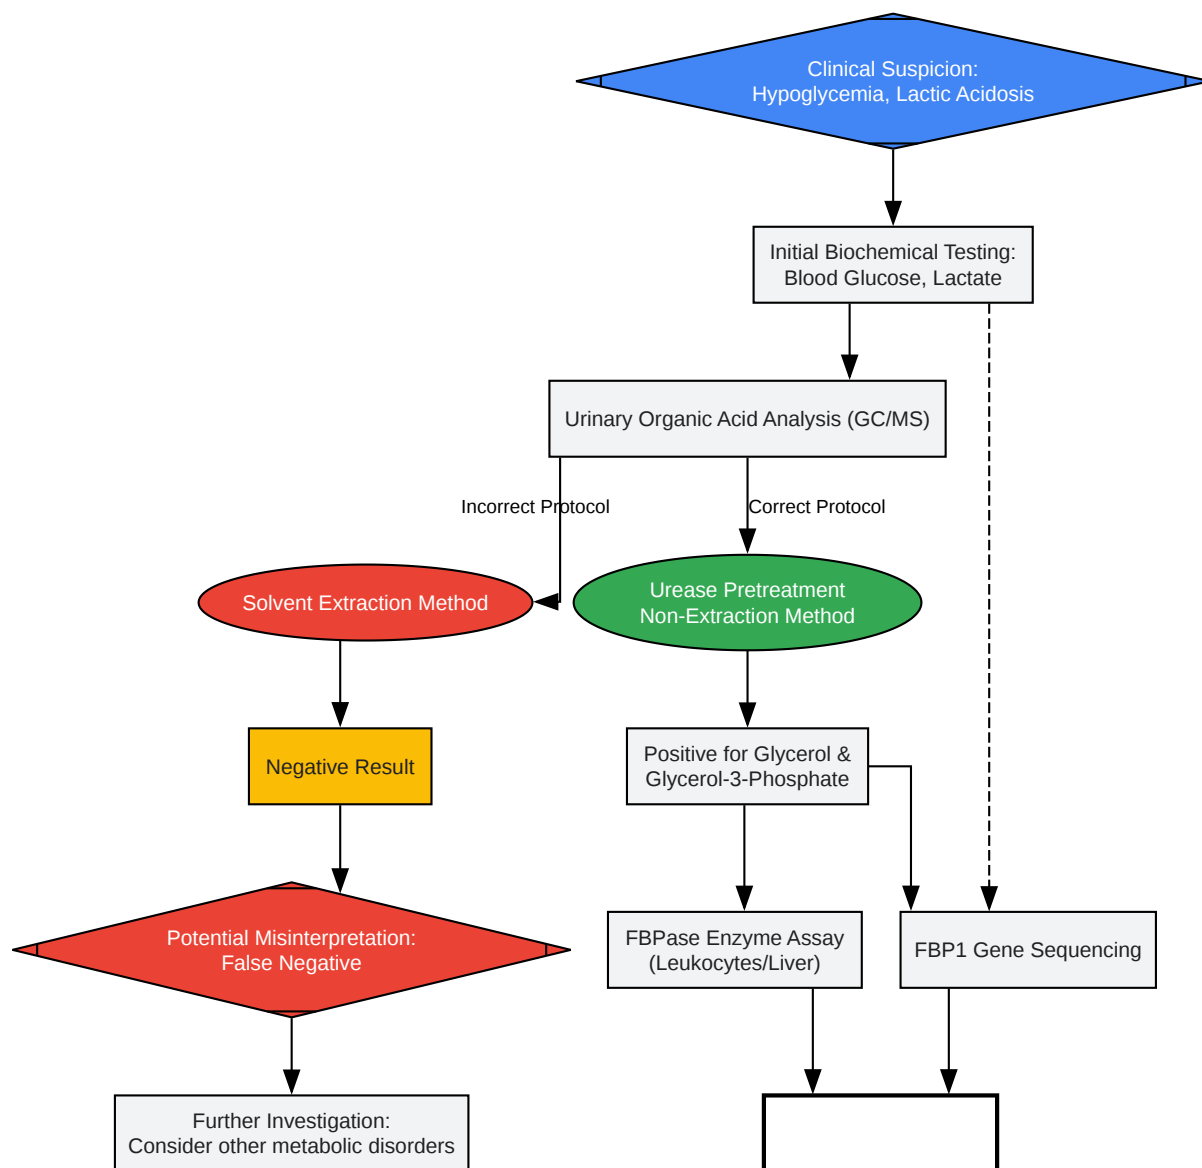 Clinical Suspicion:
Hypoglycemia, Lactic Acidosis
Initial Biochemical Testing:
Blood Glucose, Lactate
Urinary Organic Acid Analysis (GC/MS)
Incorrect Protocol
Correct Protocol
Solvent Extraction Method
Urease Pretreatment
Non-Extraction Method
Negative Result
Positive for Glycerol &
Glycerol-3-Phosphate
Potential Misinterpretation:
False Negative
FBPase Enzyme Assay
(Leukocytes/Liver)
FBP1 Gene Sequencing
Further Investigation:
Consider other metabolic disorders